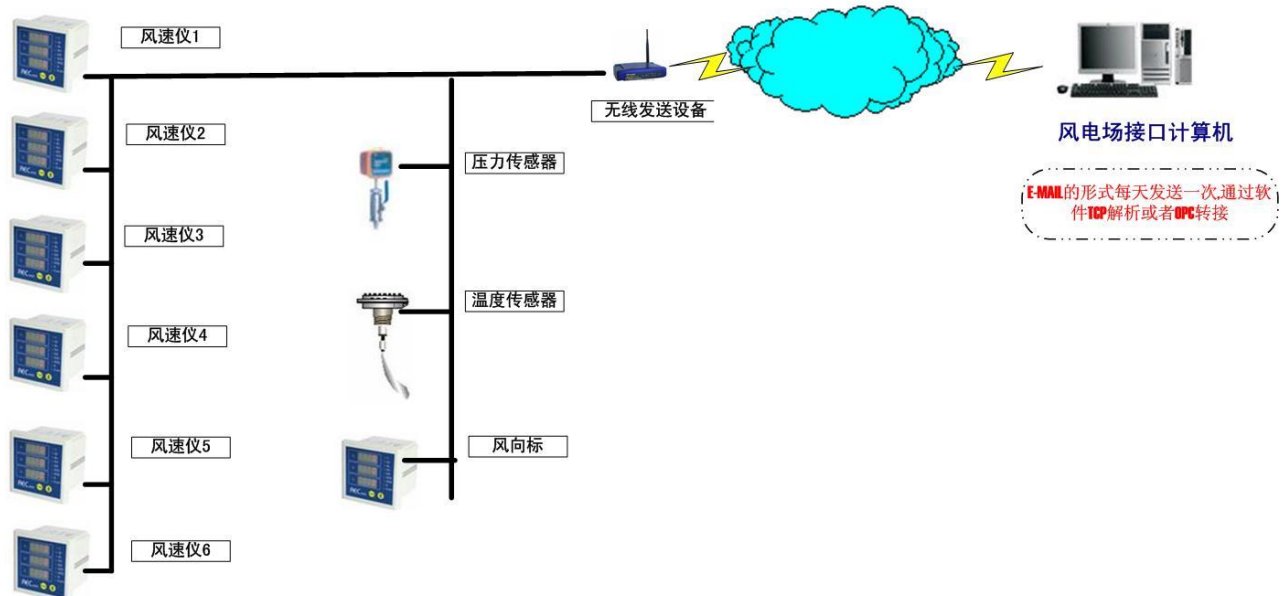 风速仪1
无线发送设备
风电场接口计算机
E-MAIL的形式每天发送一次,通过软
件TCP解析或者OPC转接
风速仪2
风速仪3
风速仪4
风速仪5
风速仪6
压力传感器
温度传感器
风向标